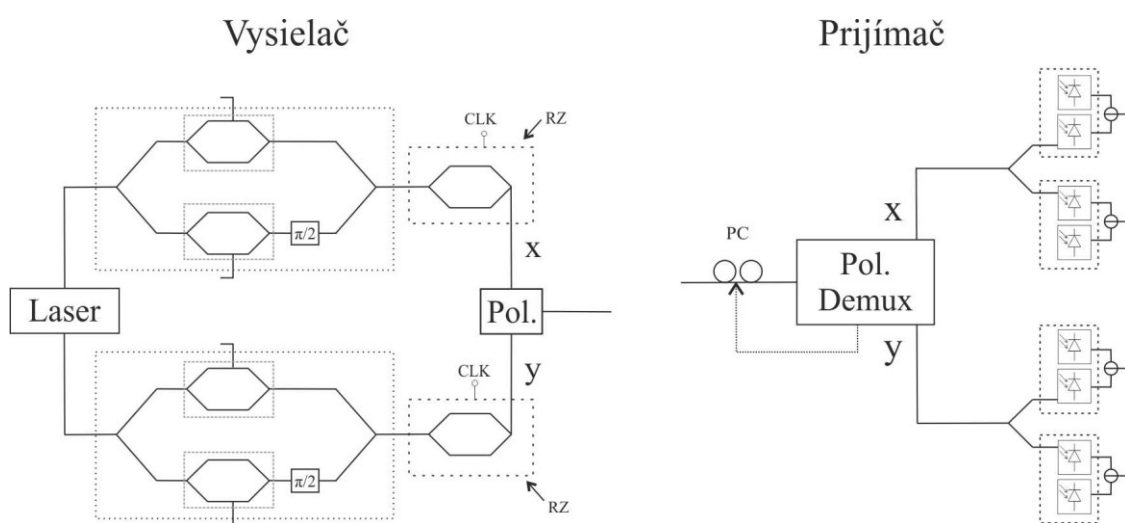 Vysielač
Prijímač
CLK
RZ
π/2
x
Laser
Pol.
y
CLK
π/2
RZ
x
PC
Pol.
Demux
y